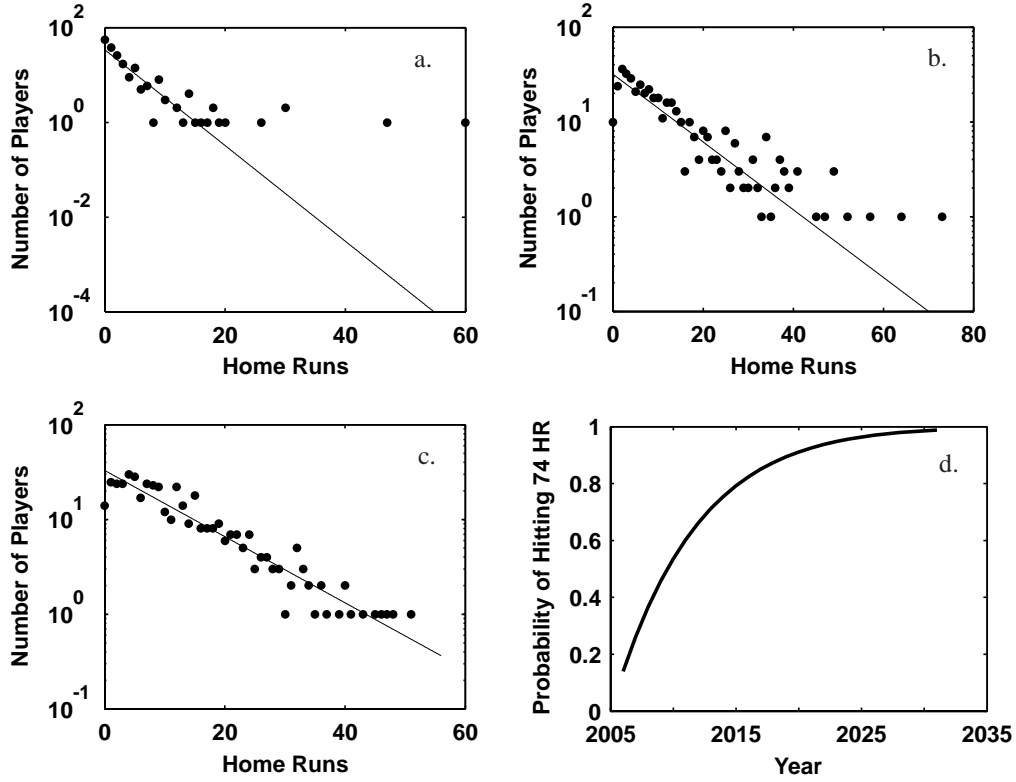 10^2
10^0
10^-2
10^-4
0 20 40 60
Number of Players
Home Runs
a.
10^2
10^1
10^0
10^-1
0 20 40 60 80
Number of Players
Home Runs
b.
10^2
10^1
10^0
10^-1
0 20 40 60
Number of Players
Home Runs
c.
1
0.8
0.6
0.4
0.2
0
2005 2015 2025 2035
Probability of Hitting 74 HR
Year
d.